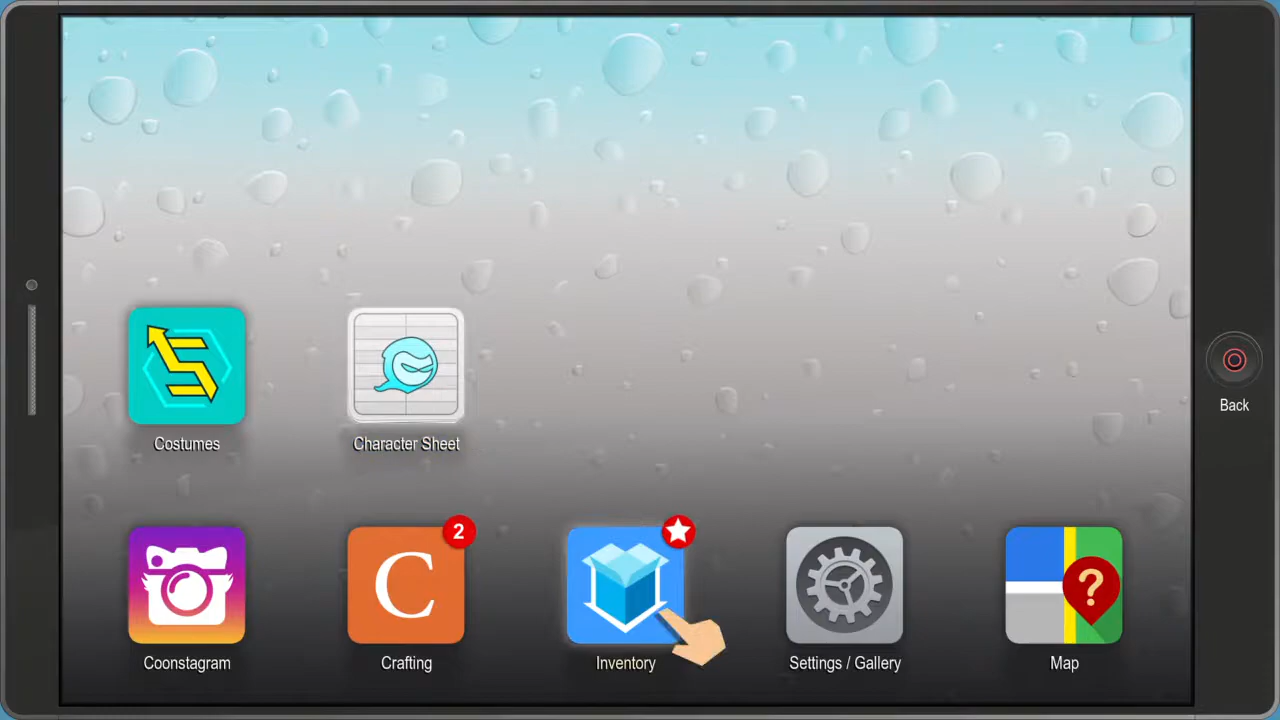 Costumes
Character Sheet
Back
2
C
?
Coonstagram
Crafting
Inventory
Settings / Gallery
Map